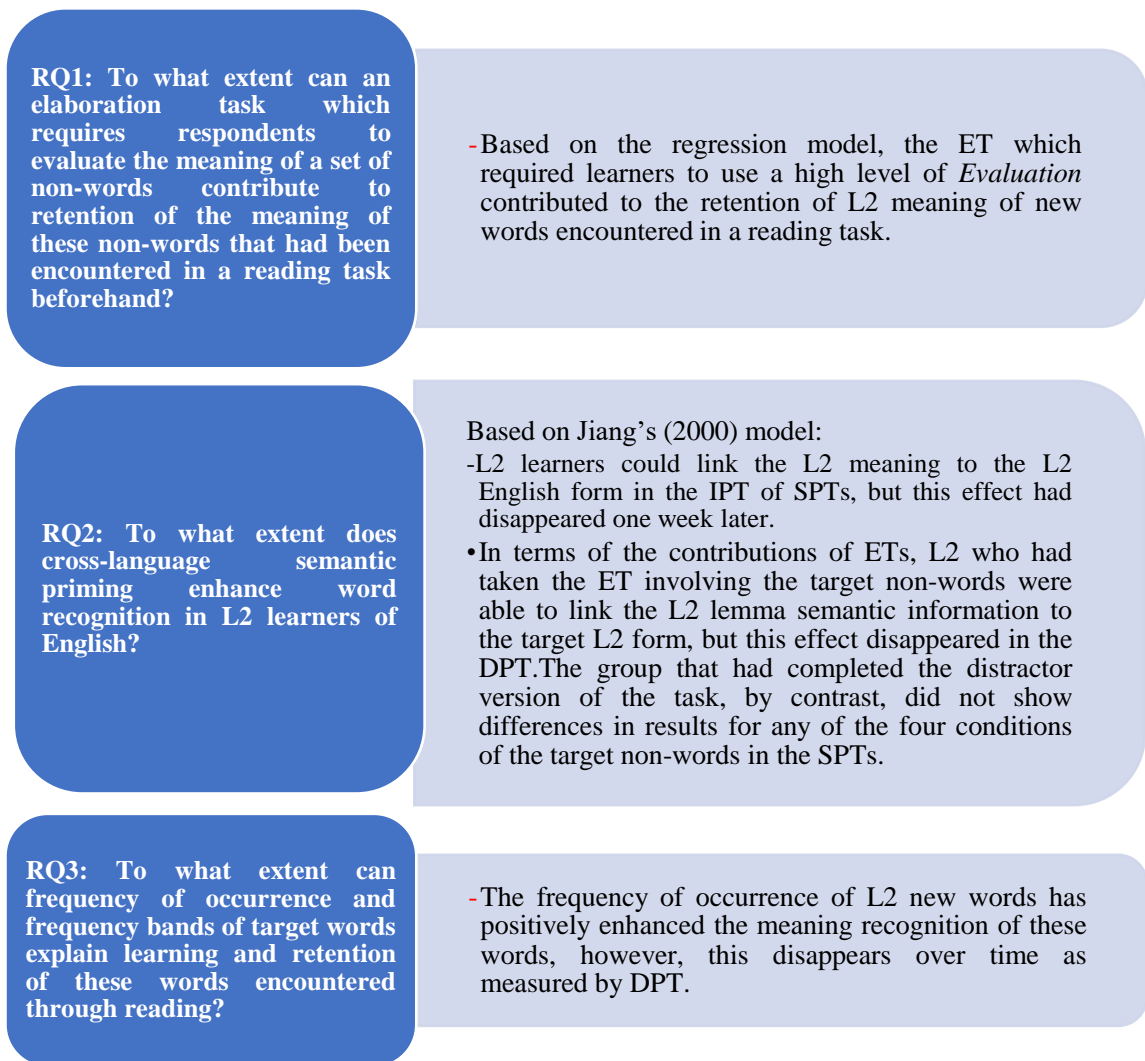 RQ1: To what extent can an
elaboration task which
requires respondents to
evaluate the meaning of a set of
non-words contribute to
retention of the meaning of
these non-words that had been
encountered in a reading task
beforehand?
-Based on the regression model, the ET which
required learners to use a high level of Evaluation
contributed to the retention of L2 meaning of new
words encountered in a reading task.
RQ2: To what extent does
cross-language semantic
priming enhance word
recognition in L2 learners of
English?
Based on Jiang’s (2000) model:
-L2 learners could link the L2 meaning to the L2
English form in the IPT of SPTs, but this effect had
disappeared one week later.
•In terms of the contributions of ETs, L2 who had
taken the ET involving the target non-words were
able to link the L2 lemma semantic information to
the target L2 form, but this effect disappeared in the
DPT.The group that had completed the distractor
version of the task, by contrast, did not show
differences in results for any of the four conditions
of the target non-words in the SPTs.
RQ3: To what extent can
frequency of occurrence and
frequency bands of target words
explain learning and retention
of these words encountered
through reading?
-The frequency of occurrence of L2 new words has
positively enhanced the meaning recognition of these
words, however, this disappears over time as
measured by DPT.